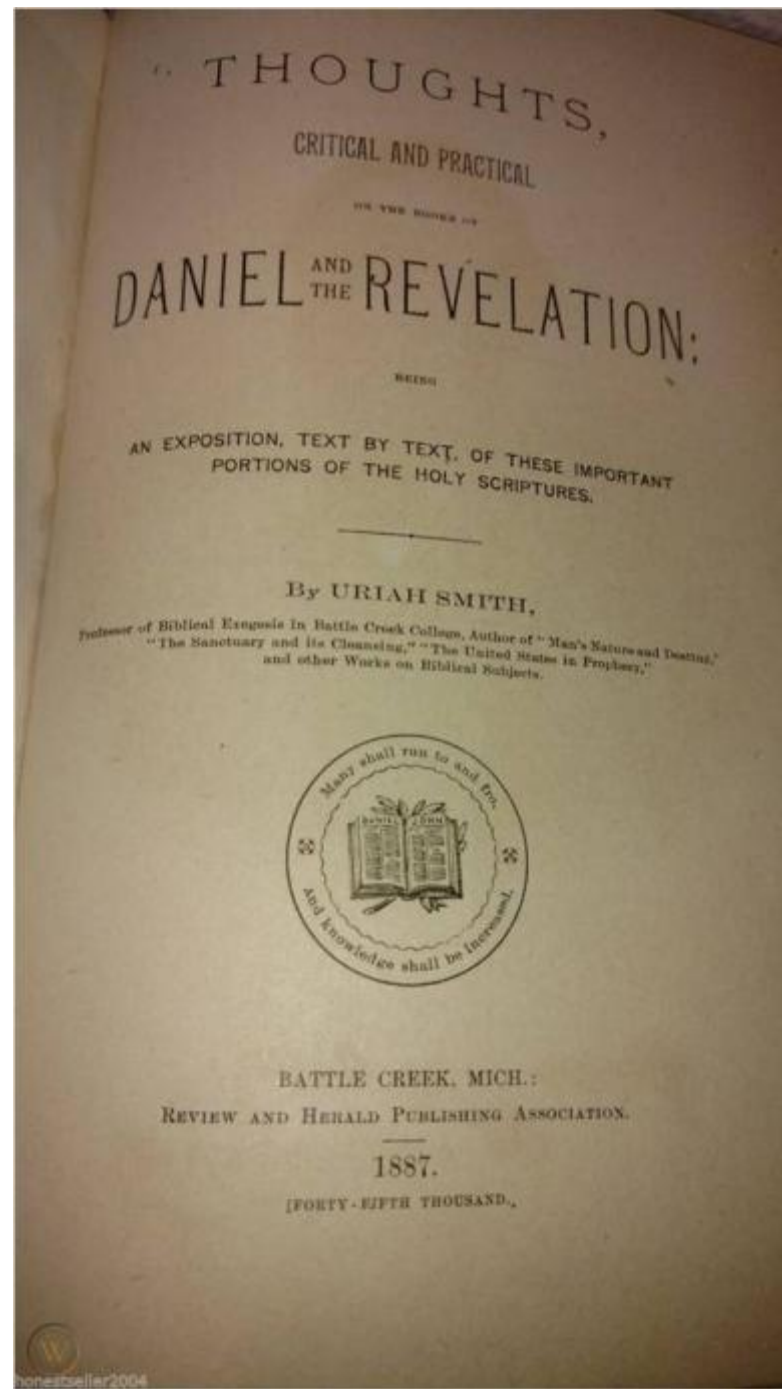 THOUGHTS,
CRITICAL AND PRACTICAL
ON THE BOOKS OF
DANIEL AND THE REVELATION:
BEING
AN EXPOSITION, TEXT BY TEXT, OF THESE IMPORTANT
PORTIONS OF THE HOLY SCRIPTURES.
By URIAH SMITH,
Professor of Biblical Exegesis in Battle Creek College, Author of "Man's Nature and Destiny,"
"The Sanctuary and its Cleansing," "The United States in Prophecy,"
and other Works on Biblical Subjects.
Many shall run to and fro,
DANIEL JOHN
and knowledge shall be increased.
BATTLE CREEK, MICH.:
REVIEW AND HERALD PUBLISHING ASSOCIATION.
1887.
[FORTY-FIFTH THOUSAND.]
W
honestseller2004